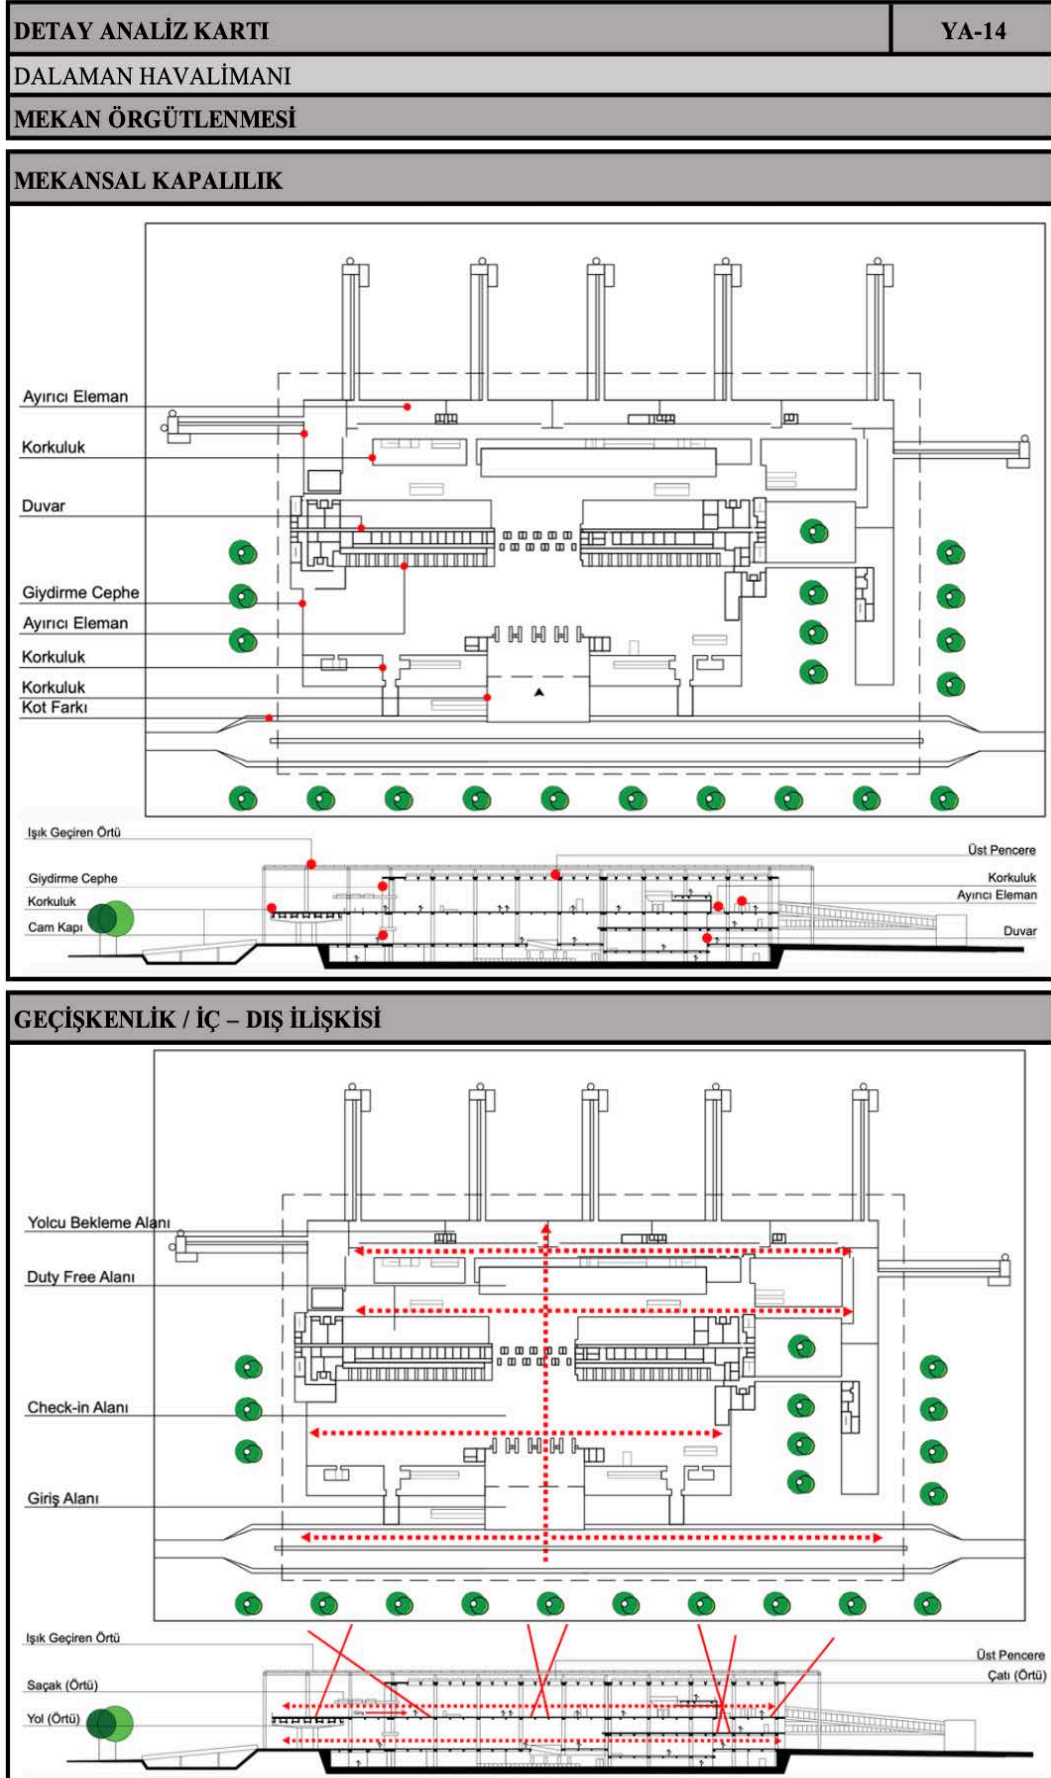 DETAY ANALİZ KARTI
YA-14
DALAMAN HAVALİMANI
MEKAN ÖRGÜTLENMESİ
MEKANSAL KAPALILIK
Ayırıcı Eleman
Korkuluk
Duvar
Giydirme Cephe
Ayırıcı Eleman
Korkuluk
Korkuluk
Kot Farkı
Işık Geçiren Örtü
Giydirme Cephe
Korkuluk
Cam Kapı
Üst Pencere
Korkuluk
Ayırıcı Eleman
Duvar
GEÇİŞKENLİK / İÇ – DIŞ İLİŞKİSİ
Yolcu Bekleme Alanı
Duty Free Alanı
Check-in Alanı
Giriş Alanı
Işık Geçiren Örtü
Saçak (Örtü)
Yol (Örtü)
Üst Pencere
Çatı (Örtü)